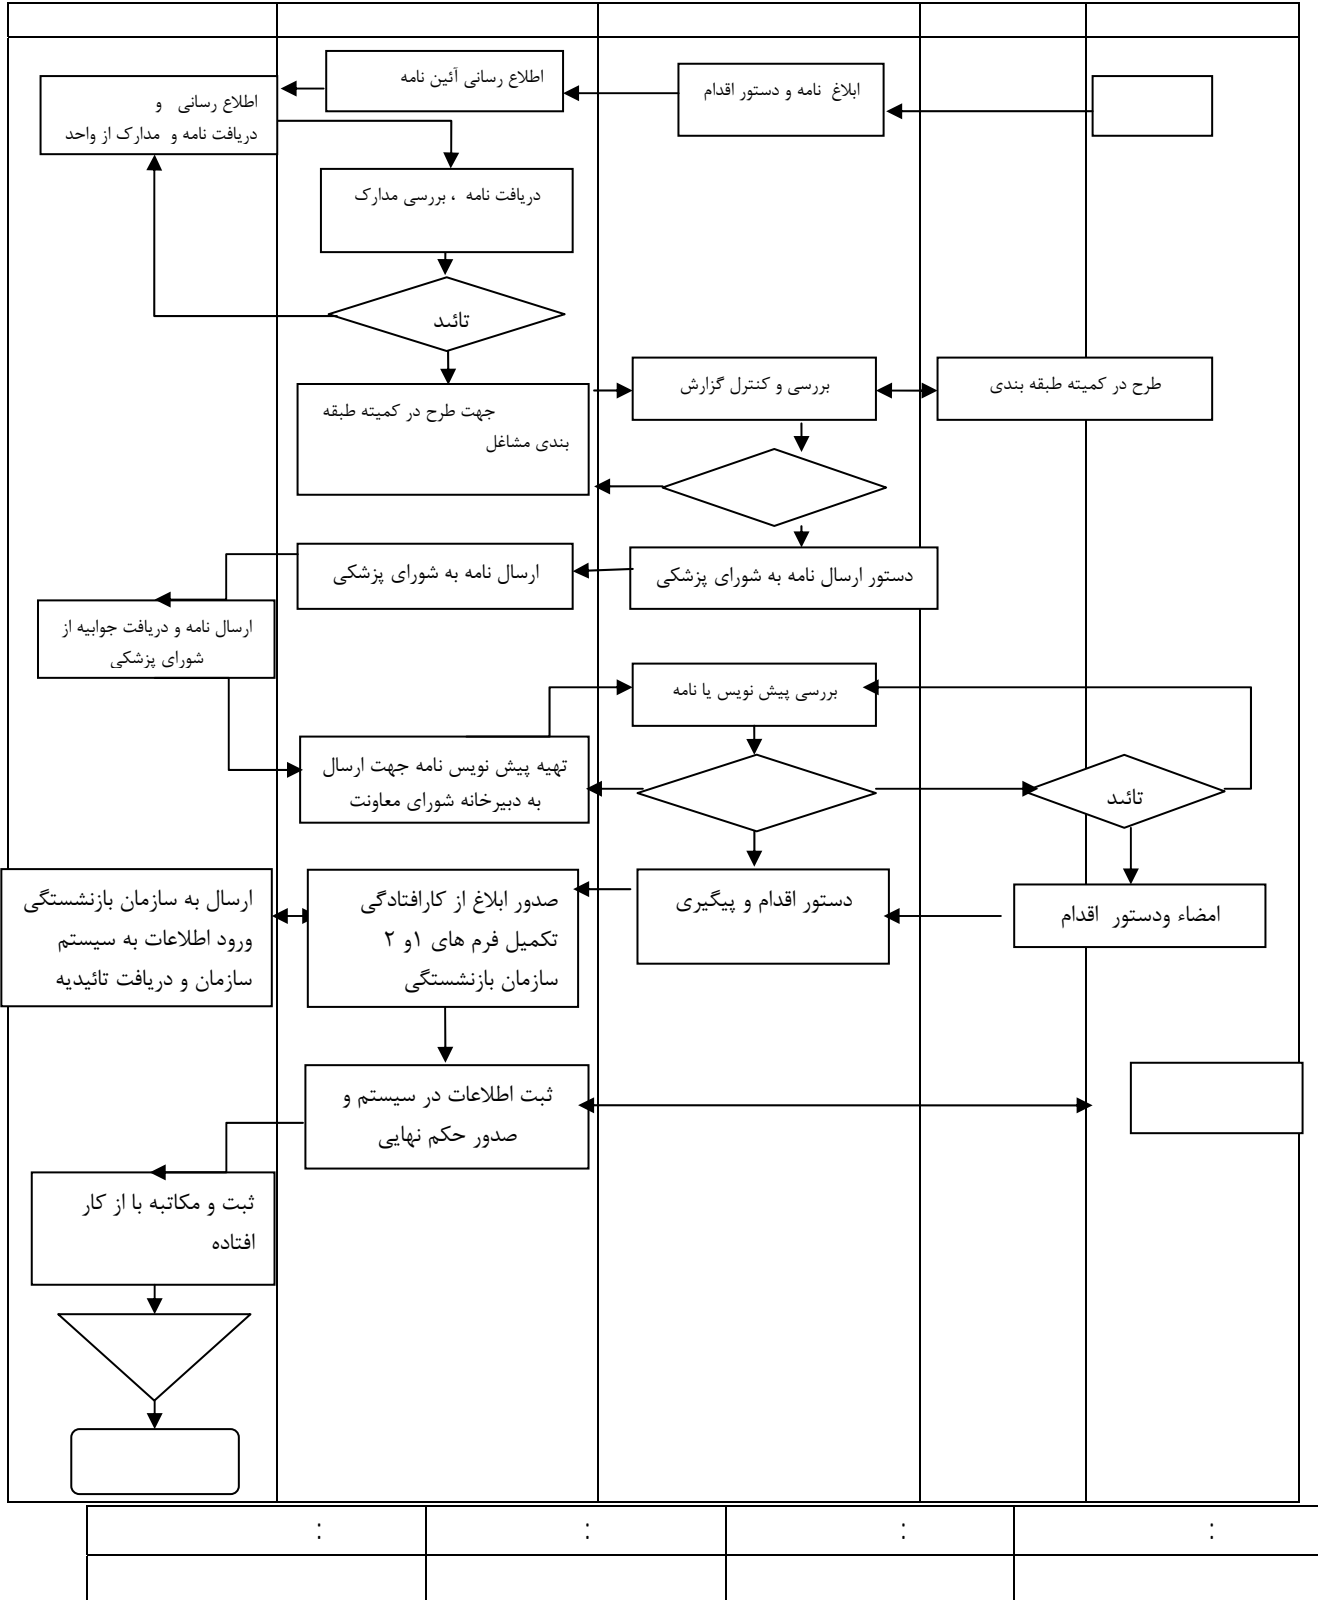 ابلاغ نامه و دستور اقدام
اطلاع رسانی آئین نامه
اطلاع رسانی و
دریافت نامه و مدارک از واحد
دریافت نامه ، بررسی مدارک
تائید
جهت طرح در کمیته طبقه
بندی مشاغل
بررسی و کنترل گزارش
طرح در کمیته طبقه بندی
دستور ارسال نامه به شورای پزشکی
ارسال نامه به شورای پزشکی
ارسال نامه و دریافت جوابیه از
شورای پزشکی
تهیه پیش نویس نامه جهت ارسال
به دبیرخانه شورای معاونت
بررسی پیش نویس یا نامه
تائید
امضاء ودستور اقدام
دستور اقدام و پیگیری
صدور ابلاغ از کارافتادگی
تکمیل فرم های ۱و ۲
سازمان بازنشستگی
ارسال به سازمان بازنشستگی
ورود اطلاعات به سیستم
سازمان و دریافت تائیدیه
ثبت اطلاعات در سیستم و
صدور حکم نهایی
ثبت و مکاتبه با از کار
افتاده
: : : :